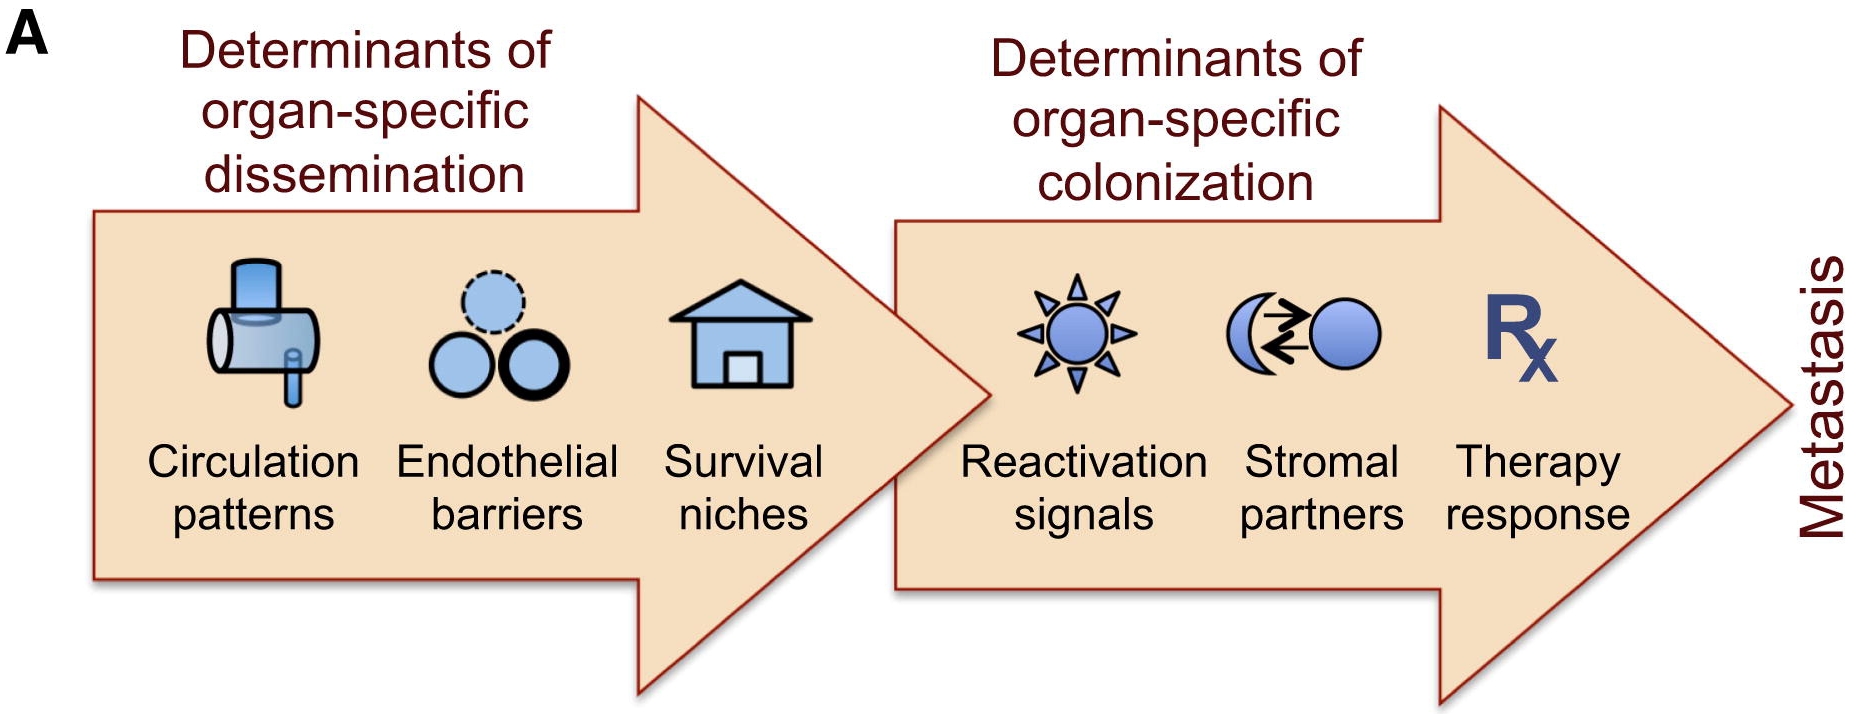 A
Determinants of
organ-specific
dissemination
Determinants of
organ-specific
colonization
Circulation
patterns
Endothelial
barriers
Survival
niches
Reactivation
signals
Stromal
partners
Rx
Therapy
response
Metastasis